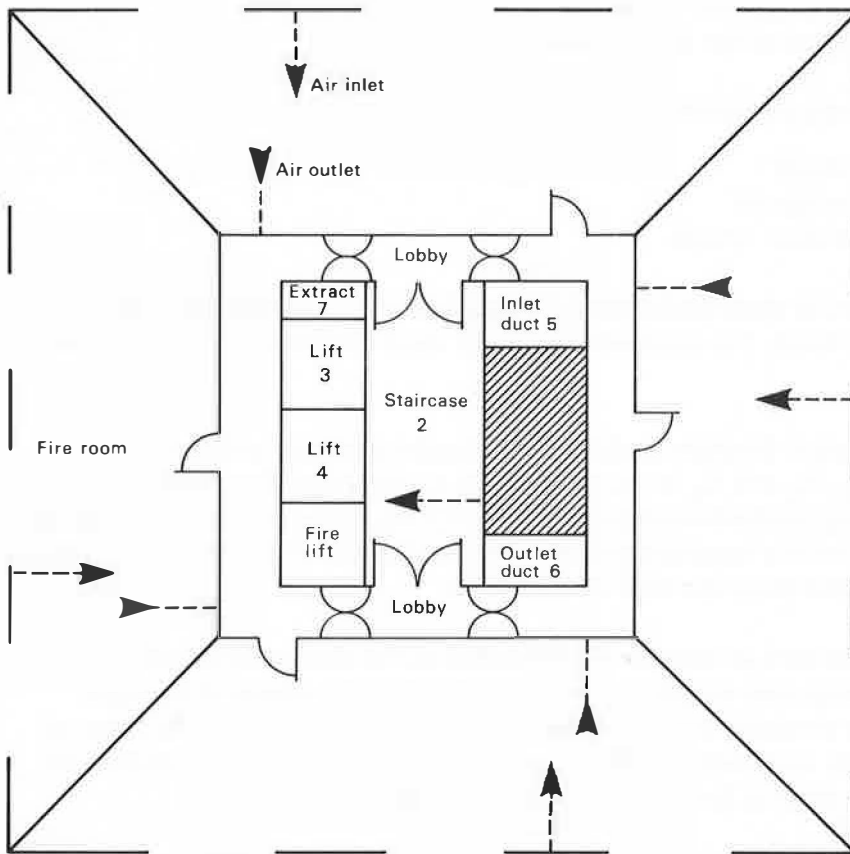 Air inlet
Air outlet
Lobby
Extract
7
Inlet
duct 5
Lift
3
Staircase
2
Fire room
Lift
4
Fire
lift
Outlet
duct 6
Lobby